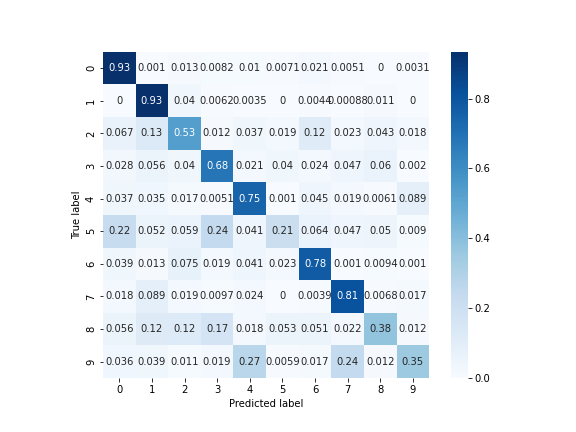 0 0.93 0.001 0.013 0.0082 0.01 0.0071 0.021 0.0051 0 0.0031
1 0 0.93 0.04 0.0062 0.0035 0 0.0044 0.00088 0.011 0
2 0.067 0.13 0.53 0.012 0.037 0.019 0.12 0.023 0.043 0.018
3 0.028 0.056 0.04 0.68 0.021 0.04 0.024 0.047 0.06 0.002
4 0.037 0.035 0.017 0.0051 0.75 0.001 0.045 0.019 0.0061 0.089
5 0.22 0.052 0.059 0.24 0.041 0.21 0.064 0.047 0.05 0.009
6 0.039 0.013 0.075 0.019 0.041 0.023 0.78 0.001 0.0094 0.001
7 0.018 0.089 0.019 0.0097 0.024 0 0.0039 0.81 0.0068 0.017
8 0.056 0.12 0.12 0.17 0.018 0.053 0.051 0.022 0.38 0.012
9 0.036 0.039 0.011 0.019 0.27 0.0059 0.017 0.24 0.012 0.35
0 1 2 3 4 5 6 7 8 9
Predicted label
True label
0.8
0.6
0.4
0.2
0.0